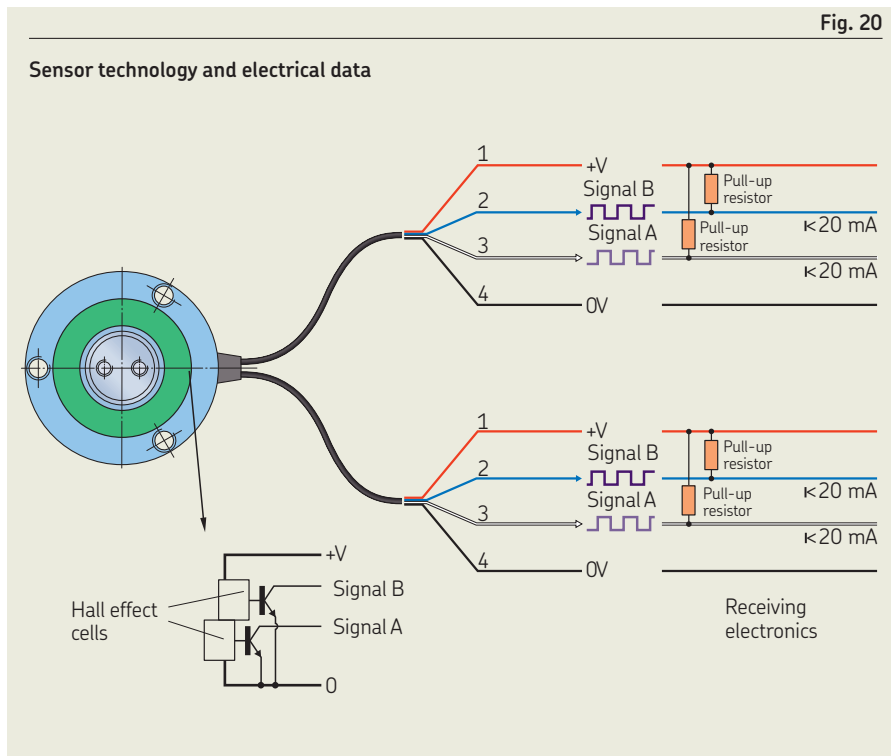 Fig. 20
Sensor technology and electrical data
1
+V
Signal B
Pull-up
resistor
2
I<20 mA
Signal A
Pull-up
resistor
3
I<20 mA
4
0V
1
+V
Signal B
Pull-up
resistor
2
I<20 mA
Signal A
Pull-up
resistor
3
I<20 mA
4
0V
+V
Signal B
Hall effect
cells
Signal A
0
Receiving
electronics